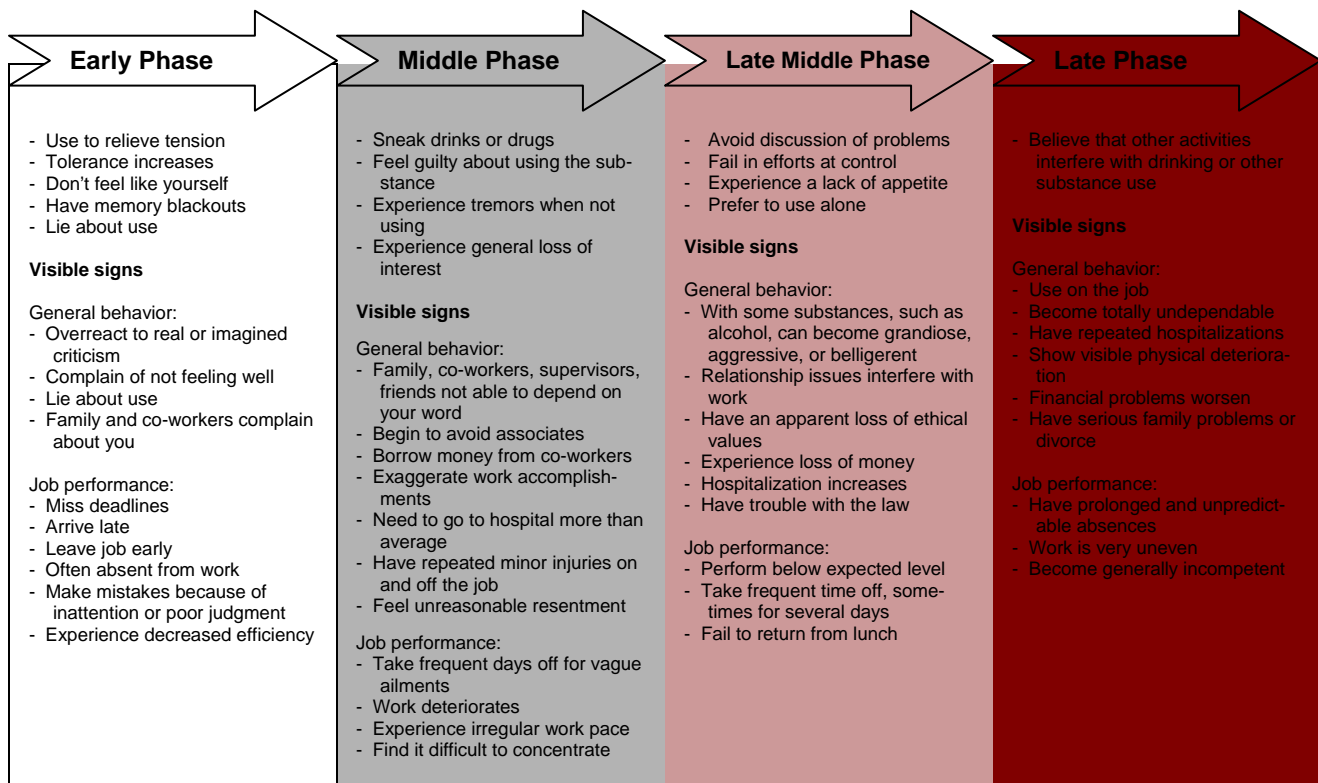 Early Phase
- Use to relieve tension
- Tolerance increases
- Don't feel like yourself
- Have memory blackouts
- Lie about use
Visible signs
General behavior:
- Overreact to real or imagined
criticism
- Complain of not feeling well
- Lie about use
- Family and co-workers complain
about you
Job performance:
- Miss deadlines
- Arrive late
- Leave job early
- Often absent from work
- Make mistakes because of
inattention or poor judgment
- Experience decreased efficiency
Middle Phase
- Sneak drinks or drugs
- Feel guilty about using the sub-
stance
- Experience tremors when not
using
- Experience general loss of
interest
Visible signs
General behavior:
- Family, co-workers, supervisors,
friends not able to depend on
your word
- Begin to avoid associates
- Borrow money from co-workers
- Exaggerate work accomplish-
ments
- Need to go to hospital more than
average
- Have repeated minor injuries on
and off the job
- Feel unreasonable resentment
Job performance:
- Take frequent days off for vague
ailments
- Work deteriorates
- Experience irregular work pace
- Find it difficult to concentrate
Late Middle Phase
- Avoid discussion of problems
- Fail in efforts at control
- Experience a lack of appetite
- Prefer to use alone
Visible signs
General behavior:
- With some substances, such as
alcohol, can become grandiose,
aggressive, or belligerent
- Relationship issues interfere with
work
- Have an apparent loss of ethical
values
- Experience loss of money
- Hospitalization increases
- Have trouble with the law
Job performance:
- Perform below expected level
- Take frequent time off, some-
times for several days
- Fail to return from lunch
Late Phase
- Believe that other activities
interfere with drinking or other
substance use
Visible signs
General behavior:
- Use on the job
- Become totally undependable
- Have repeated hospitalizations
- Show visible physical deteriora-
tion
- Financial problems worsen
- Have serious family problems or
divorce
Job performance:
- Have prolonged and unpredict-
able absences
- Work is very uneven
- Become generally incompetent